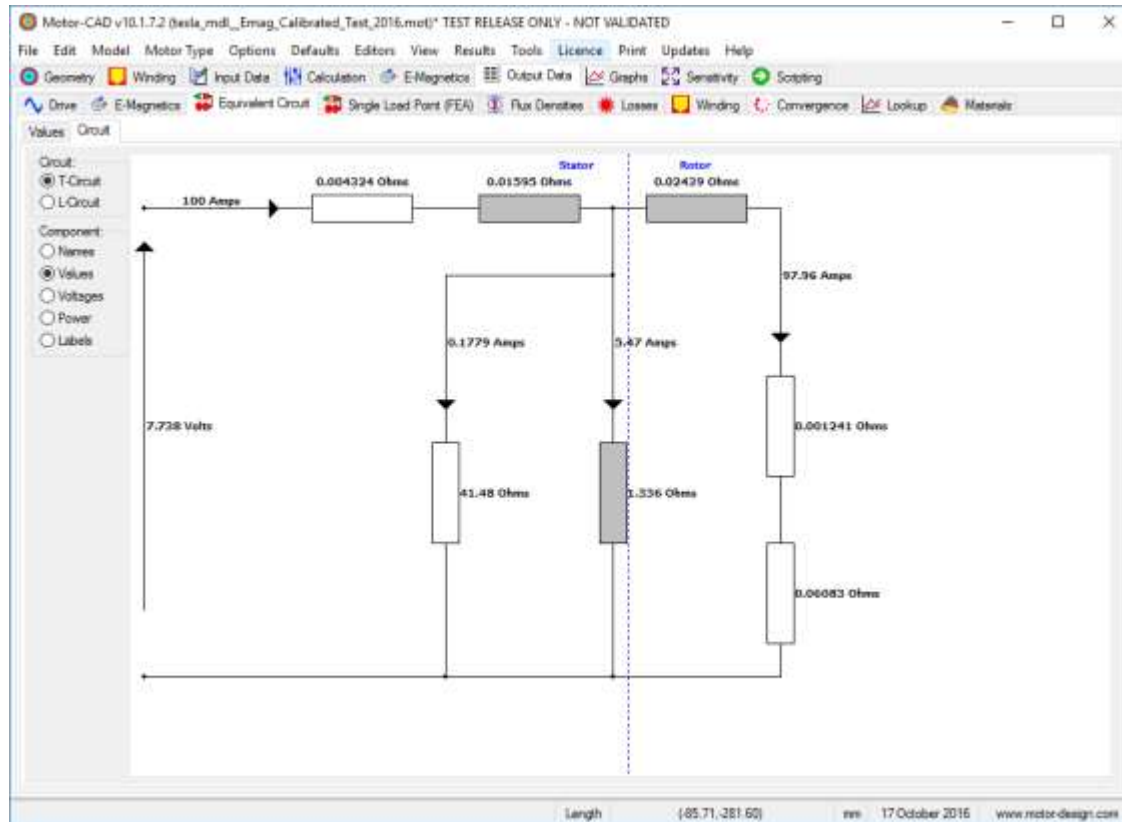 Motor-CAD v10.1.7.2 (tesla_mdl__Emag_Calibrated_Test_2016.mot)* TEST RELEASE ONLY - NOT VALIDATED
File Edit Model Motor Type Options Defaults Editors View Results Tools Licence Print Updates Help
Geometry Winding Input Data Calculation E-Magnetics Output Data Graphs Sensitivity Scripting
Drive E-Magnetics Equivalent Circuit Single Load Point (FEA) Flux Densities Losses Winding Convergence Lookup Materials
Values Circuit
Circuit:
T-Circuit
L-Circuit
Component:
Names
Values
Voltages
Power
Labels
Stator Rotor
0.004324 Ohms 0.01595 Ohms 0.02439 Ohms
100 Amps
97.96 Amps
0.1779 Amps 5.47 Amps
7.738 Volts 0.001241 Ohms
41.48 Ohms 1.336 Ohms
0.06083 Ohms
Length (-85.71,-281.60) mm 17 October 2016 www.motor-design.com